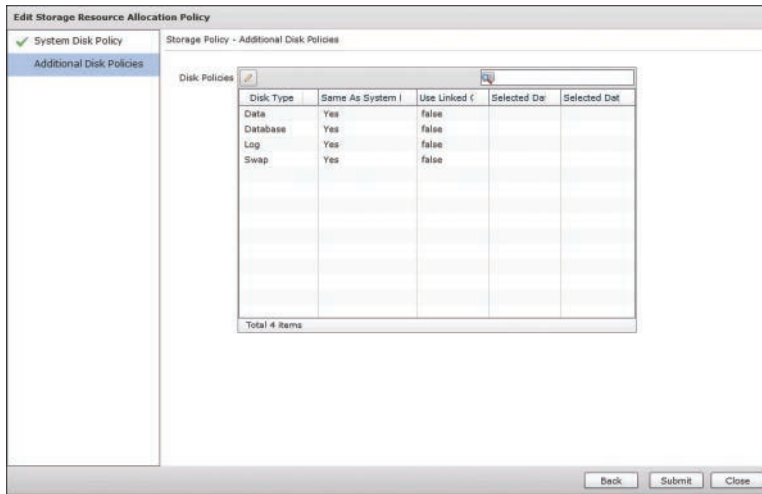 Edit Storage Resource Allocation Policy
System Disk Policy
Additional Disk Policies
Storage Policy - Additional Disk Policies
Disk Policies
Disk Type Same As System Use Linked Selected Da Selected Dat
Data Yes false
Database Yes false
Log Yes false
Swap Yes false
Total 4 items
Back Submit Close